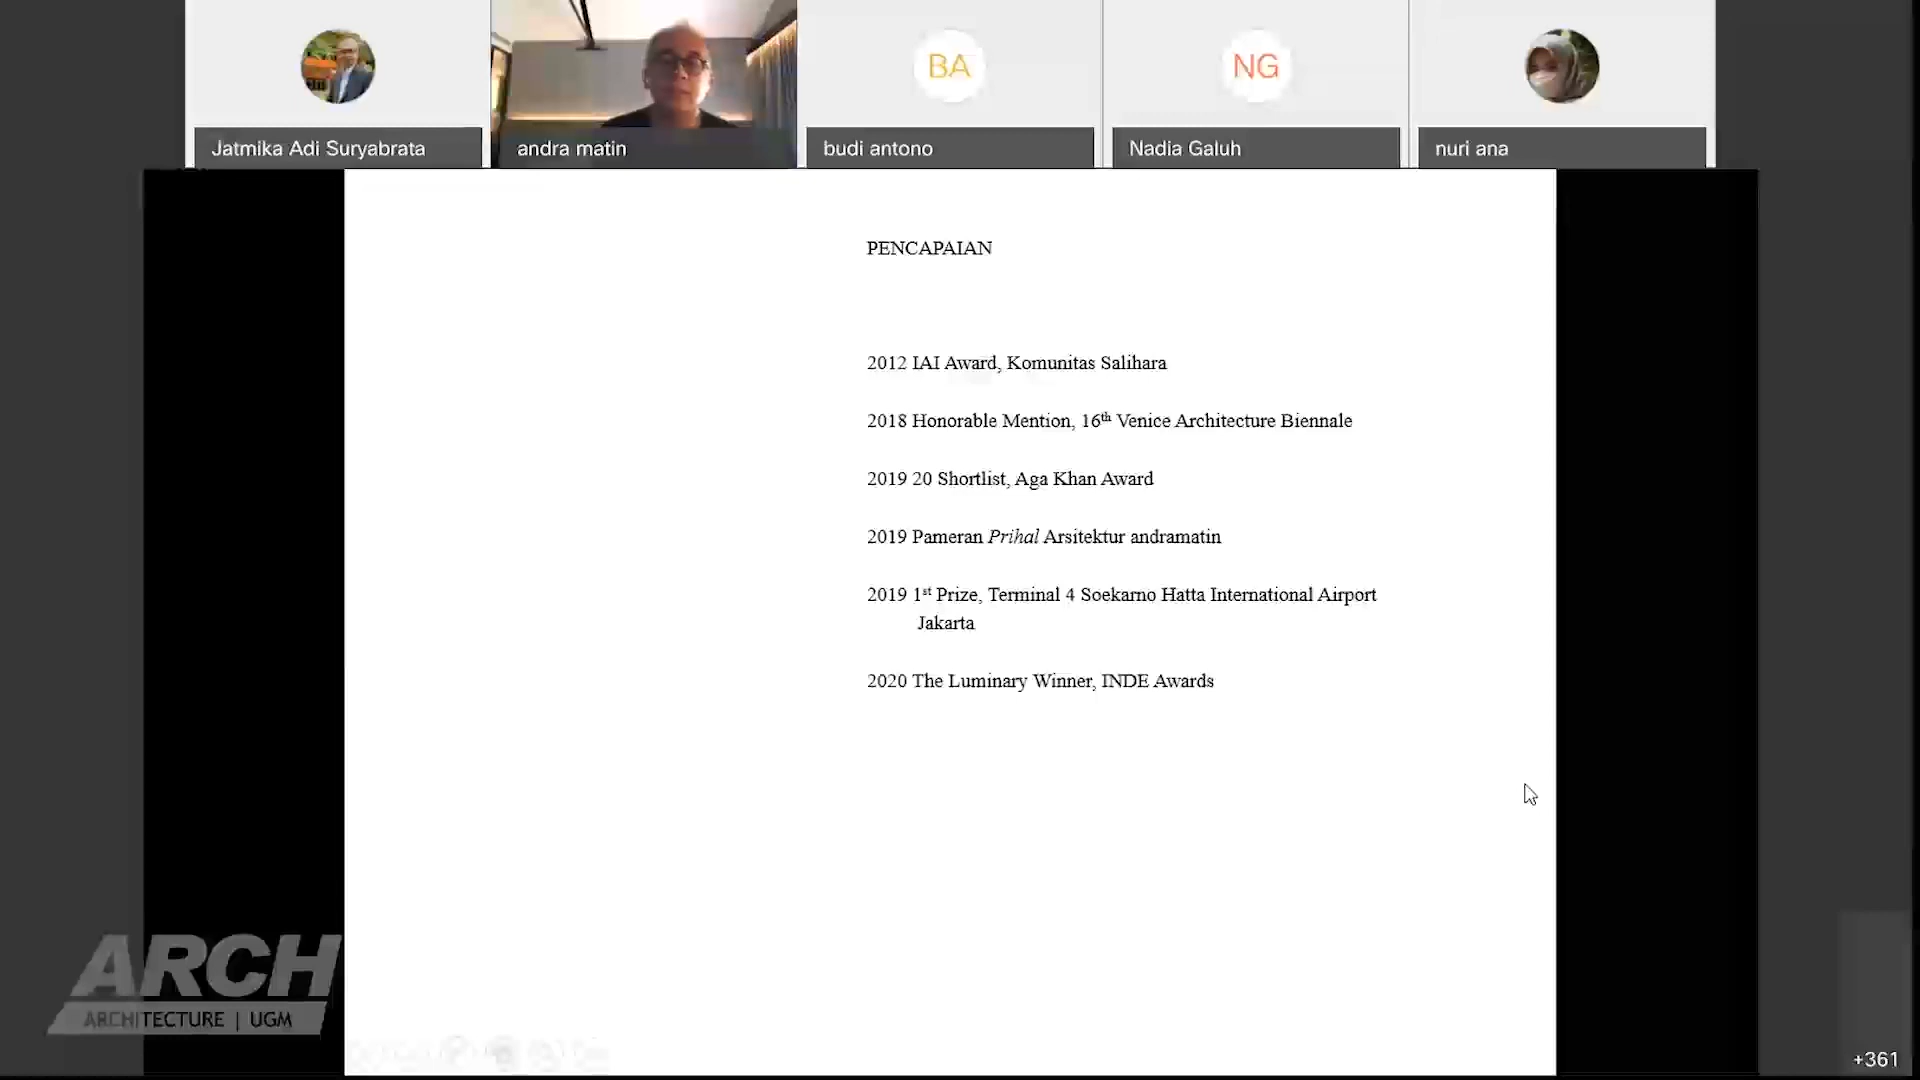 BA
NG
Jatmika Adi Suryabrata
andra matin
budi antono
Nadia Galuh
nuri ana
PENCAPAIAN
2012 IAI Award, Komunitas Salihara
2018 Honorable Mention, 16th Venice Architecture Biennale
2019 20 Shortlist, Aga Khan Award
2019 Pameran Prihal Arsitektur andramatin
2019 1st Prize, Terminal 4 Soekarno Hatta International Airport
Jakarta
2020 The Luminary Winner, INDE Awards
ARCH
ARCHITECTURE | UGM
+361